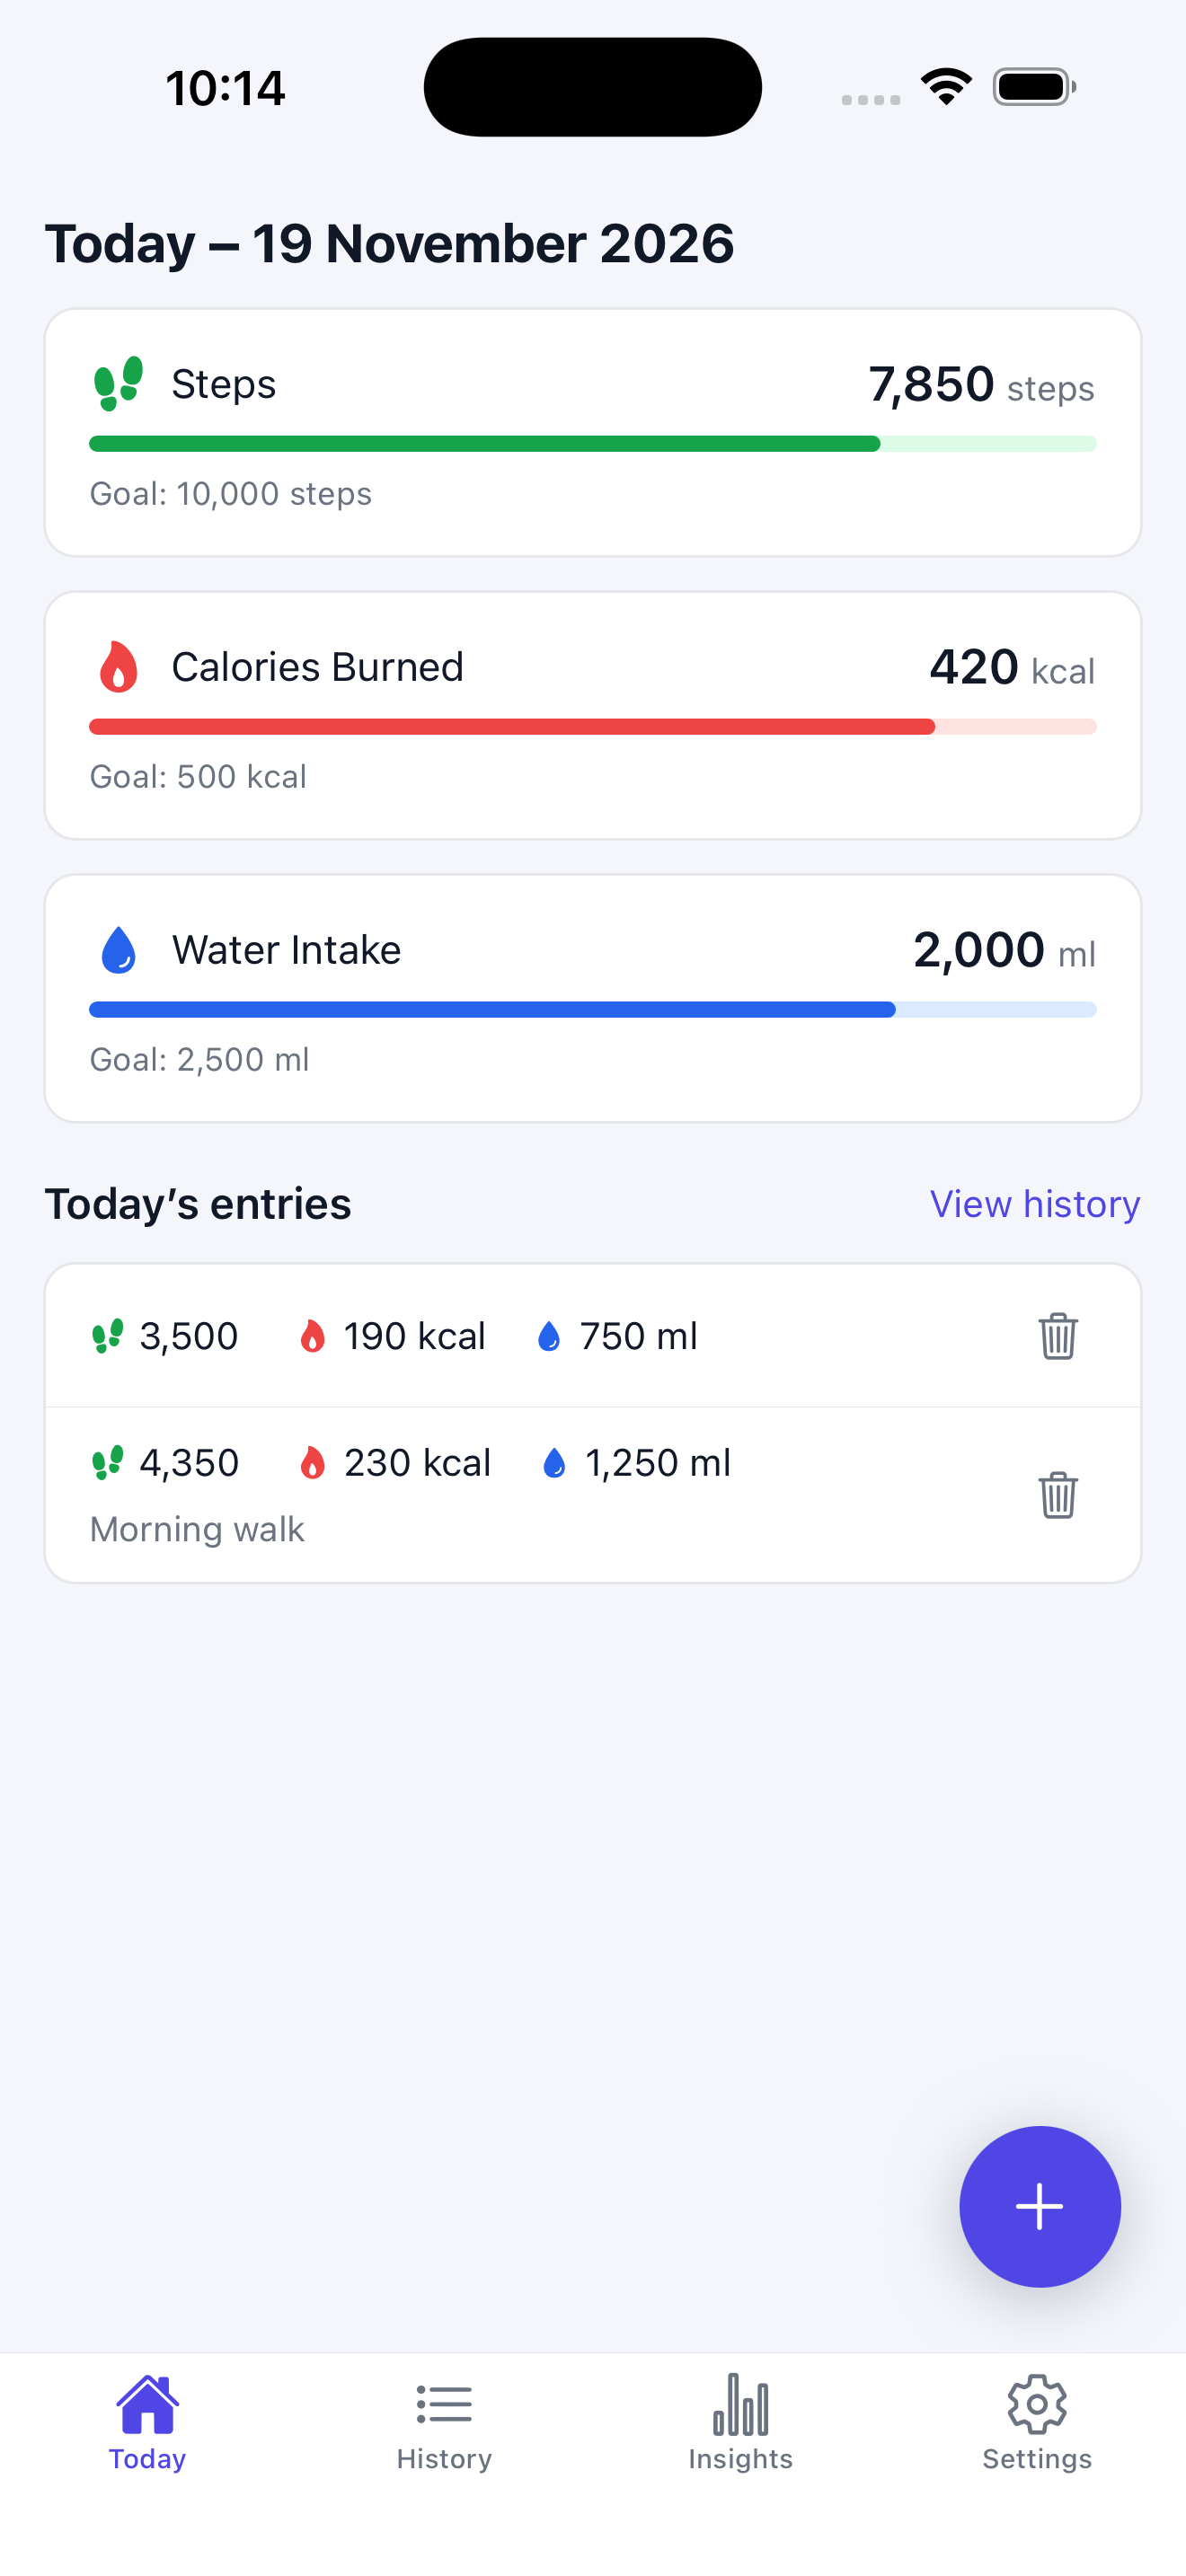 10:14
Today – 19 November 2026
Steps 7,850 steps
Goal: 10,000 steps
Calories Burned 420 kcal
Goal: 500 kcal
Water Intake 2,000 ml
Goal: 2,500 ml
Today’s entries View history
3,500 190 kcal 750 ml
4,350 230 kcal 1,250 ml
Morning walk
Today History Insights Settings